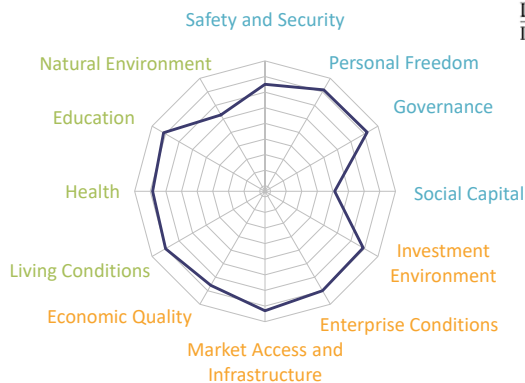 Safety and Security
Natural Environment
Personal Freedom
Education
Governance
Health
Social Capital
Investment
Environment
Living Conditions
Economic Quality
Enterprise Conditions
Market Access and
Infrastructure